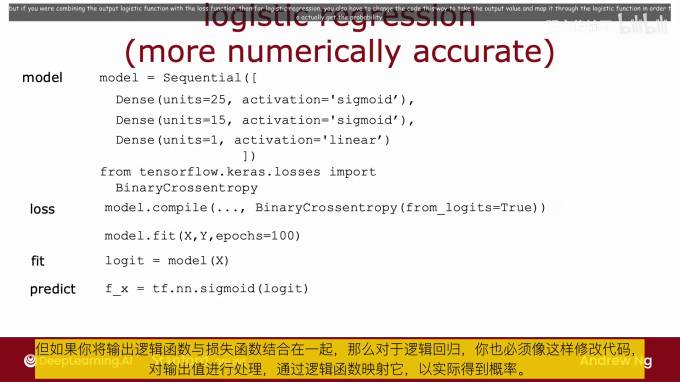 but if you were combining the output logistic function with the loss function, then for logistic regression, you also have to change the code this way to take the output value and map it through the logistic function in order t
o actually get the probability.
logistic regression
(more numerically accurate)
model
model = Sequential([
Dense(units=25, activation='sigmoid’),
Dense(units=15, activation='sigmoid’),
Dense(units=1, activation='linear’)
])
from tensorflow.keras.losses import
BinaryCrossentropy
loss
model.compile(..., BinaryCrossentropy(from_logits=True))
model.fit(X,Y,epochs=100)
fit
logit = model(X)
predict
f_x = tf.nn.sigmoid(logit)
DeepLearning.AI
Andrew Ng
但如果你将输出逻辑函数与损失函数结合在一起，那么对于逻辑回归，你也必须像这样修改代码，
对输出值进行处理，通过逻辑函数映射它，以实际得到概率。